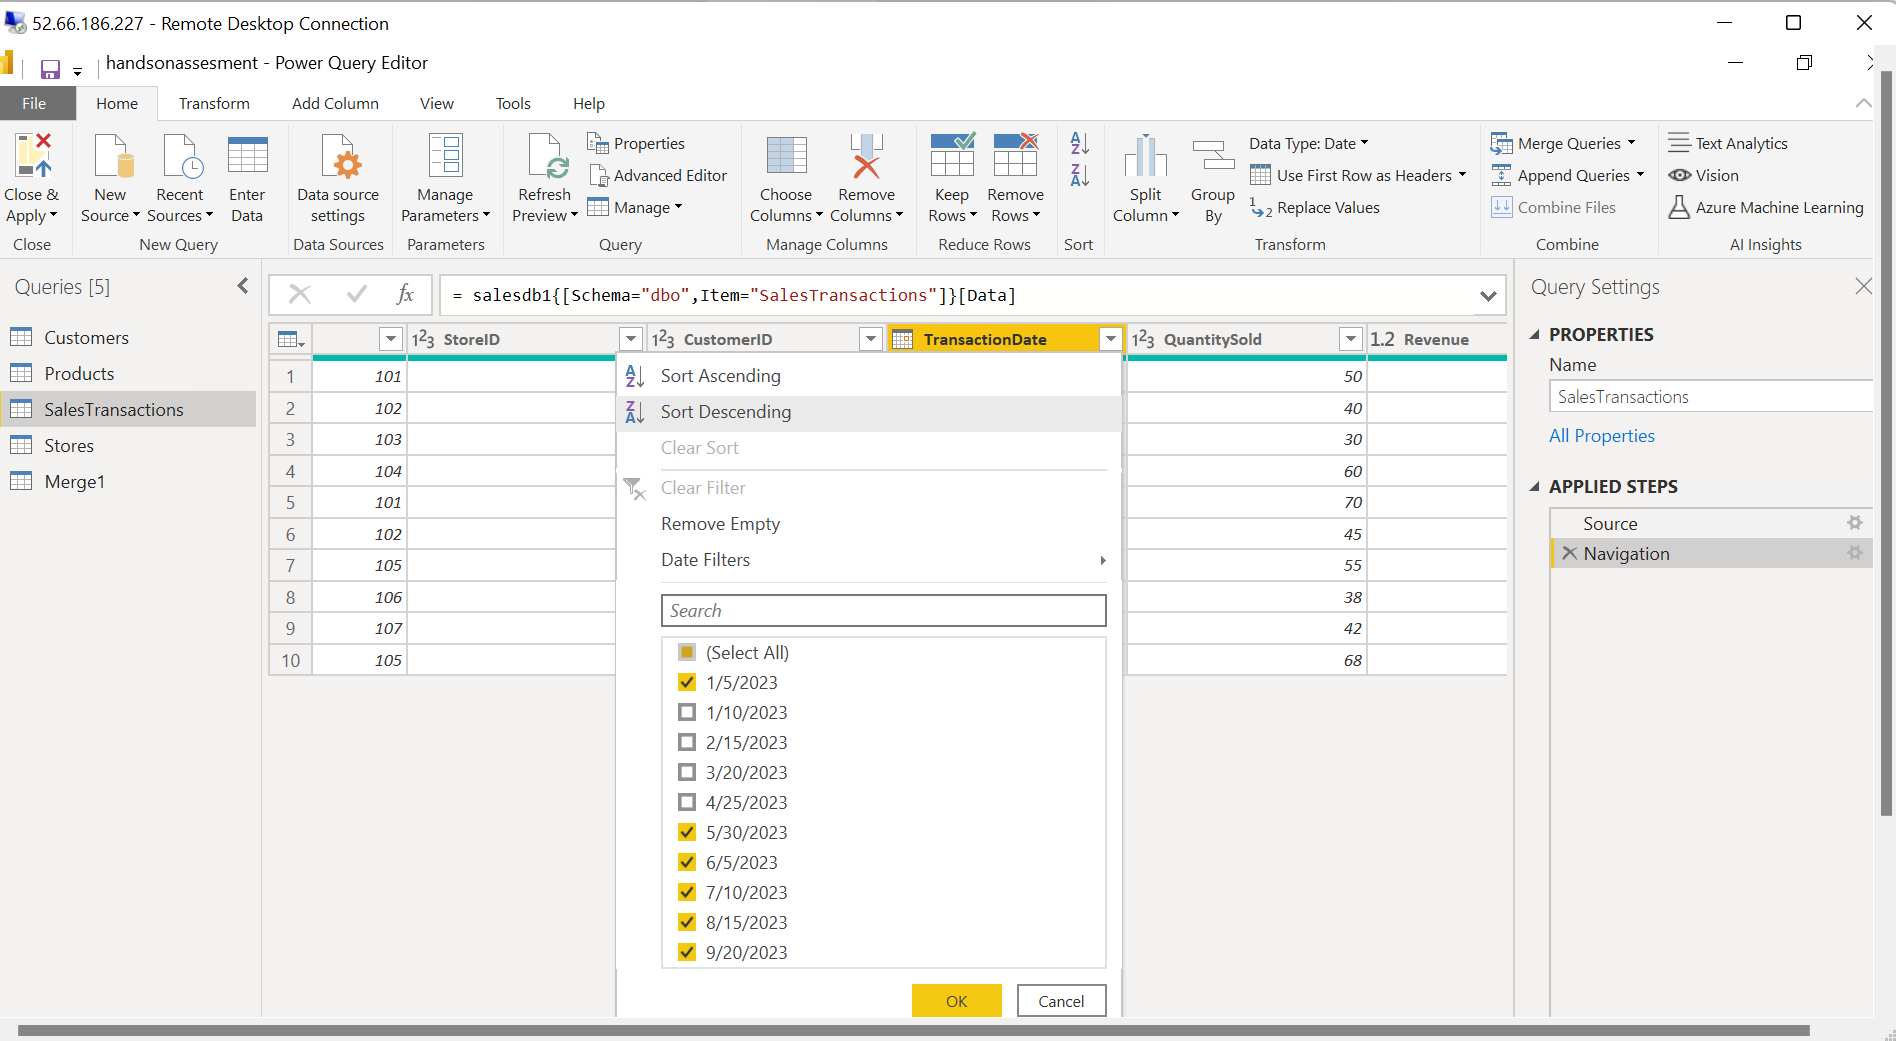 52.66.186.227 - Remote Desktop Connection
handsonassesment - Power Query Editor
File Home Transform Add Column View Tools Help
Close & Apply
New Source
Recent Sources
Enter Data
Data source settings
Manage Parameters
Refresh Preview
Properties
Advanced Editor
Manage
Choose Columns
Remove Columns
Keep Rows
Remove Rows
Split Column
Group By
Data Type: Date
Use First Row as Headers
Replace Values
Merge Queries
Append Queries
Combine Files
Text Analytics
Vision
Azure Machine Learning
Close New Query Data Sources Parameters Query Manage Columns Reduce Rows Sort Transform Combine AI Insights
Queries [5]
Customers
Products
SalesTransactions
Stores
Merge1
fx = salesdb1{[Schema="dbo",Item="SalesTransactions"]}[Data]
123 StoreID 123 CustomerID TransactionDate 123 QuantitySold 1.2 Revenue
1 101 50
2 102 40
3 103 30
4 104 60
5 101 70
6 102 45
7 105 55
8 106 38
9 107 42
10 105 68
Sort Ascending
Sort Descending
Clear Sort
Clear Filter
Remove Empty
Date Filters
Search
(Select All)
1/5/2023
1/10/2023
2/15/2023
3/20/2023
4/25/2023
5/30/2023
6/5/2023
7/10/2023
8/15/2023
9/20/2023
OK Cancel
Query Settings
PROPERTIES
Name
SalesTransactions
All Properties
APPLIED STEPS
Source
Navigation